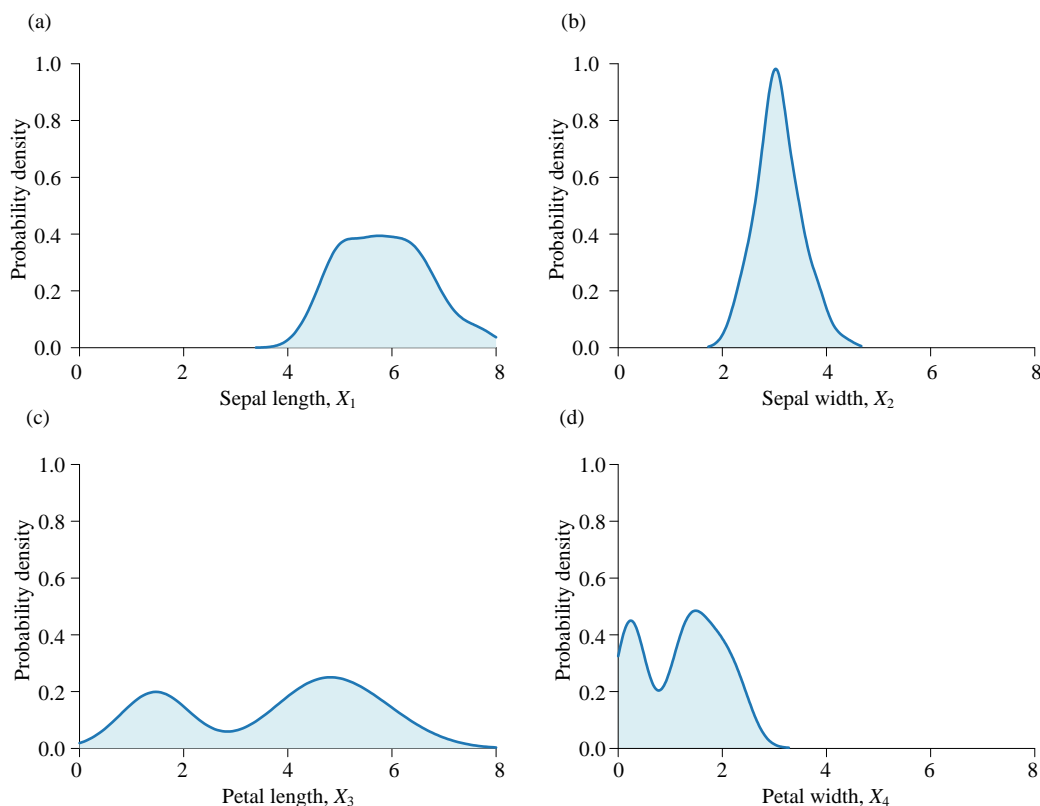 (a)
1.0
0.8
0.6
0.4
0.2
0.0
Probability density
0 2 4 6 8
Sepal length, X1
(b)
1.0
0.8
0.6
0.4
0.2
0.0
Probability density
0 2 4 6 8
Sepal width, X2
(c)
1.0
0.8
0.6
0.4
0.2
0.0
Probability density
0 2 4 6 8
Petal length, X3
(d)
1.0
0.8
0.6
0.4
0.2
0.0
Probability density
0 2 4 6 8
Petal width, X4